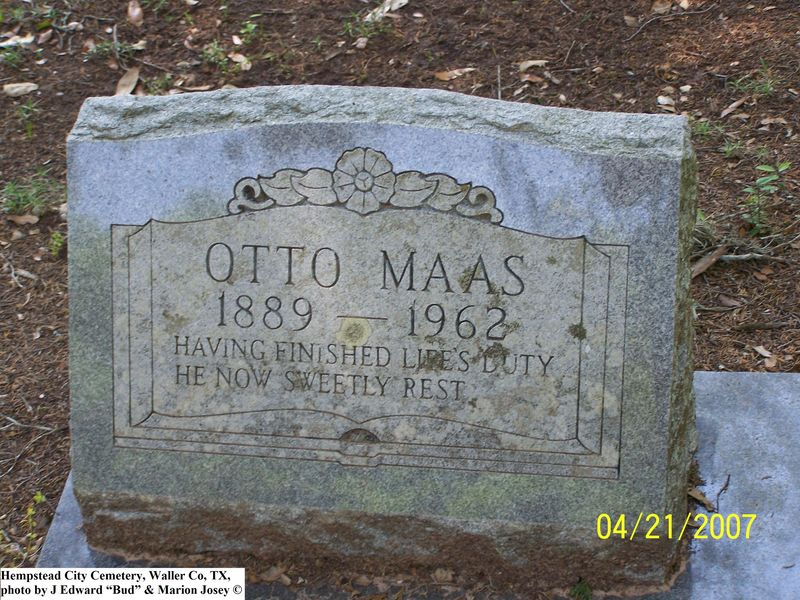 OTTO MAAS
1889 — 1962
HAVING FINISHED LIFE'S DUTY
HE NOW SWEETLY REST
04/21/2007
Hempstead City Cemetery, Waller Co, TX,
photo by J Edward “Bud” & Marion Josey ©